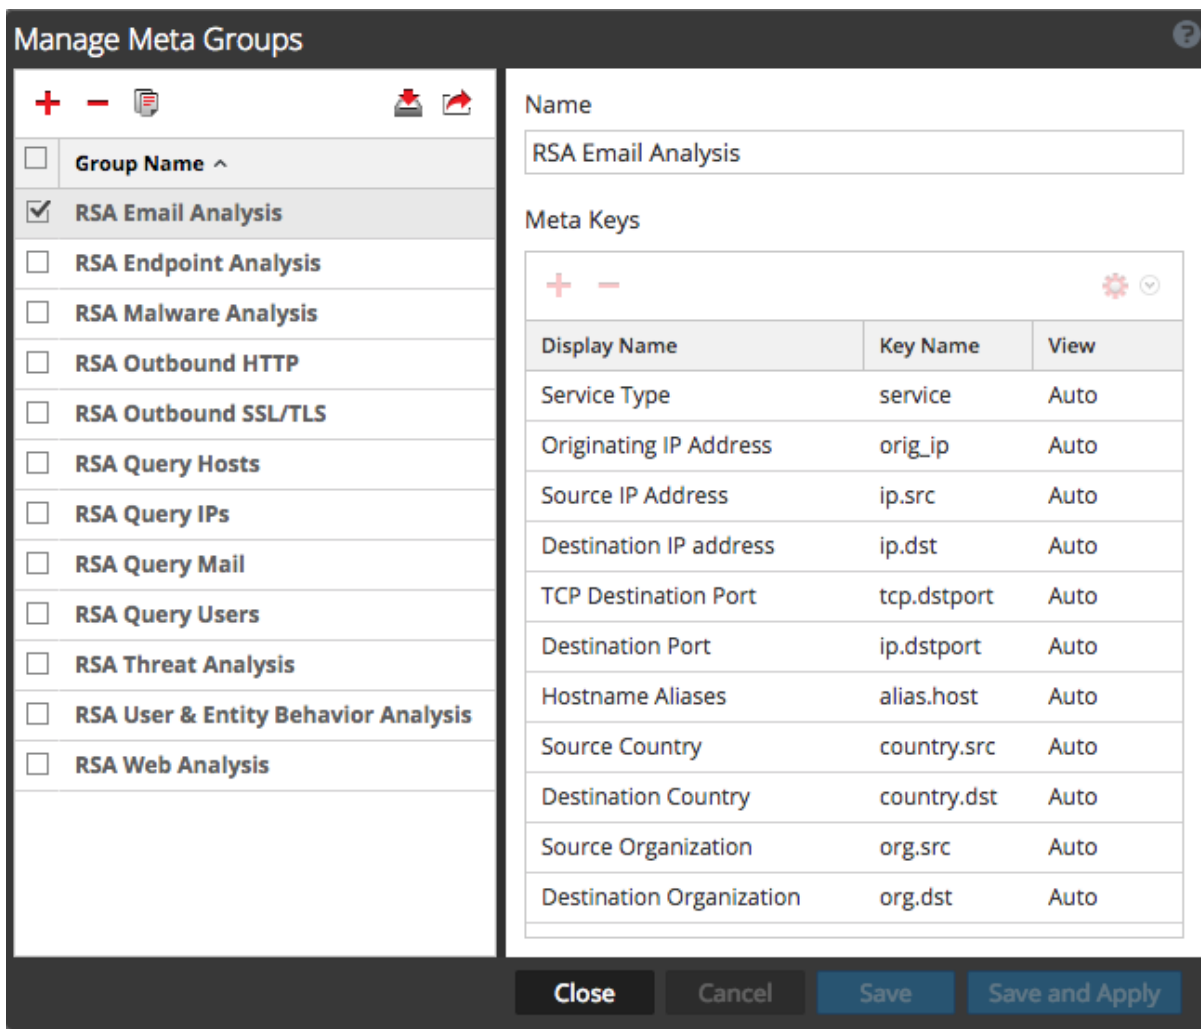 Manage Meta Groups
?
Group Name
RSA Email Analysis
RSA Endpoint Analysis
RSA Malware Analysis
RSA Outbound HTTP
RSA Outbound SSL/TLS
RSA Query Hosts
RSA Query IPs
RSA Query Mail
RSA Query Users
RSA Threat Analysis
RSA User & Entity Behavior Analysis
RSA Web Analysis
Name
RSA Email Analysis
Meta Keys
Display Name Key Name View
Service Type service Auto
Originating IP Address orig_ip Auto
Source IP Address ip.src Auto
Destination IP address ip.dst Auto
TCP Destination Port tcp.dstport Auto
Destination Port ip.dstport Auto
Hostname Aliases alias.host Auto
Source Country country.src Auto
Destination Country country.dst Auto
Source Organization org.src Auto
Destination Organization org.dst Auto
Close Cancel Save Save and Apply